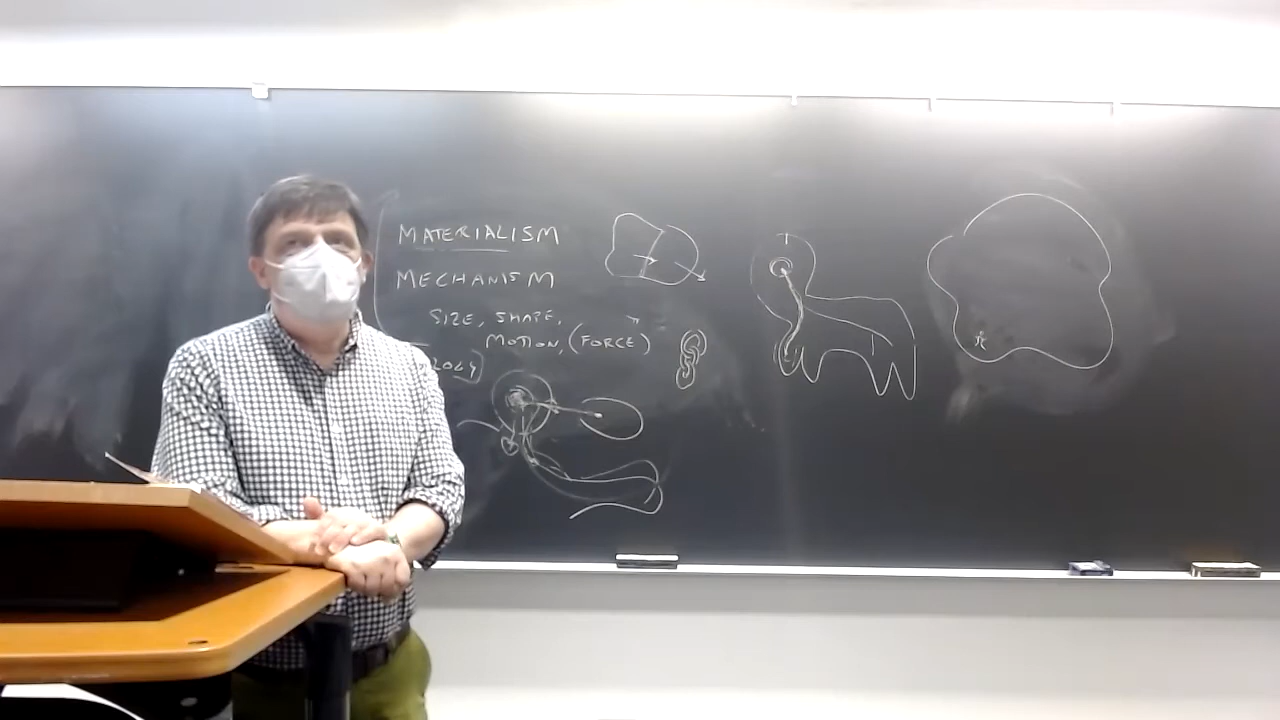 MATERIALISM
MECHANISM
SIZE, SHAPE,
MOTION, (FORCE)